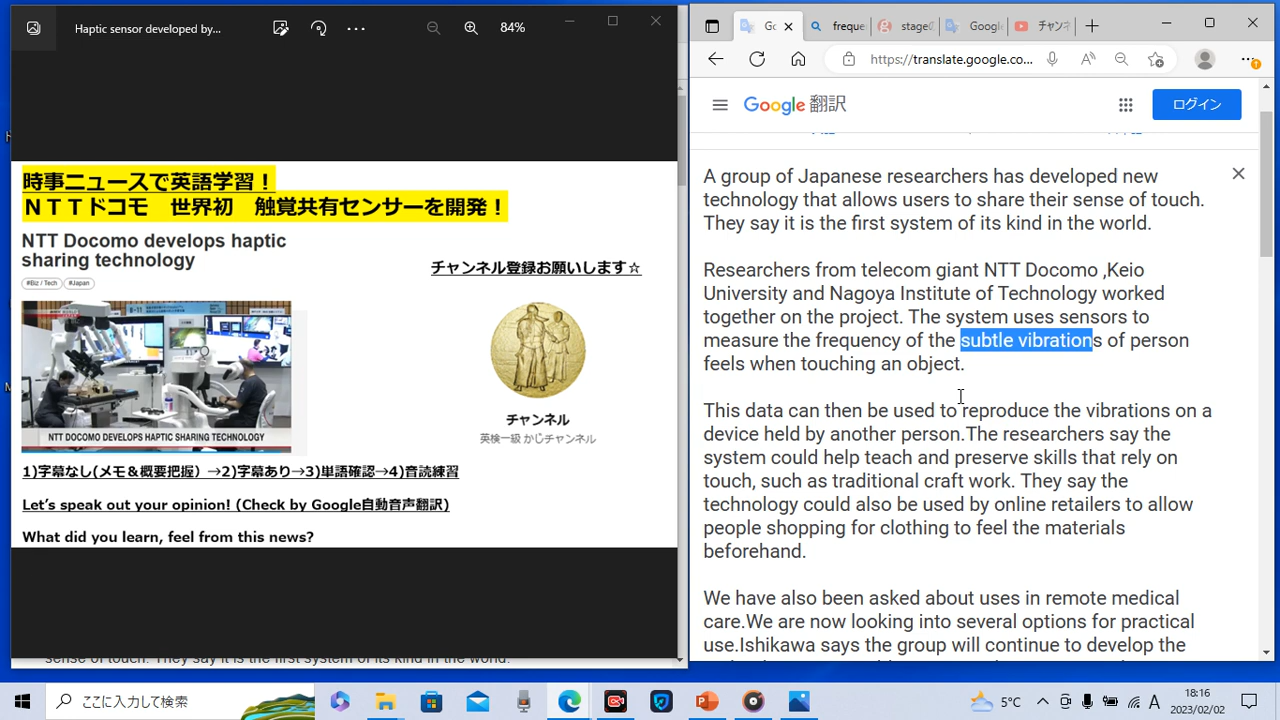 Haptic sensor developed by...
84%
時事ニュースで英語学習！
ＮＴＴドコモ　世界初　触覚共有センサーを開発！
NTT Docomo develops haptic
sharing technology
#Biz / Tech
#Japan
チャンネル登録お願いします☆
NTT DOCOMO DEVELOPS HAPTIC SHARING TECHNOLOGY
チャンネル
英検一級 かじチャンネル
1)字幕なし(メモ＆概要把握）→2)字幕あり→3)単語確認→4)音読練習
Let's speak out your opinion! (Check by Google自動音声翻訳)
What did you learn, feel from this news?
sense of touch. They say it is the first system of its kind in the world.
Gc
freque
stage
Googl
チャン
https://translate.google.co...
Google 翻訳
ログイン
A group of Japanese researchers has developed new
technology that allows users to share their sense of touch.
They say it is the first system of its kind in the world.
Researchers from telecom giant NTT Docomo ,Keio
University and Nagoya Institute of Technology worked
together on the project. The system uses sensors to
measure the frequency of the subtle vibrations of person
feels when touching an object.
This data can then be used to reproduce the vibrations on a
device held by another person.The researchers say the
system could help teach and preserve skills that rely on
touch, such as traditional craft work. They say the
technology could also be used by online retailers to allow
people shopping for clothing to feel the materials
beforehand.
We have also been asked about uses in remote medical
care.We are now looking into several options for practical
use.Ishikawa says the group will continue to develop the
ここに入力して検索
5°C
A
18:16
2023/02/02